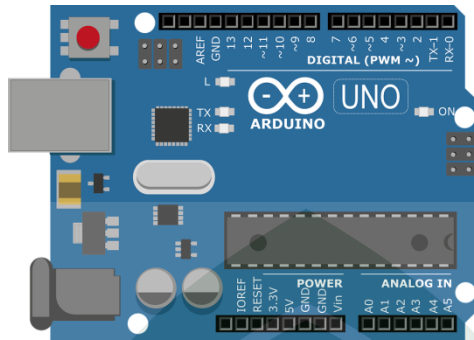 AREF
GND
13
12
~11
~10
~9
8
7
~6
~5
4
~3
2
TX-1
RX-0
DIGITAL (PWM ~)
L
TX
RX
UNO
ON
ARDUINO
POWER
ANALOG IN
IOREF
RESET
3.3V
5V
GND
GND
Vin
A0
A1
A2
A3
A4
A5